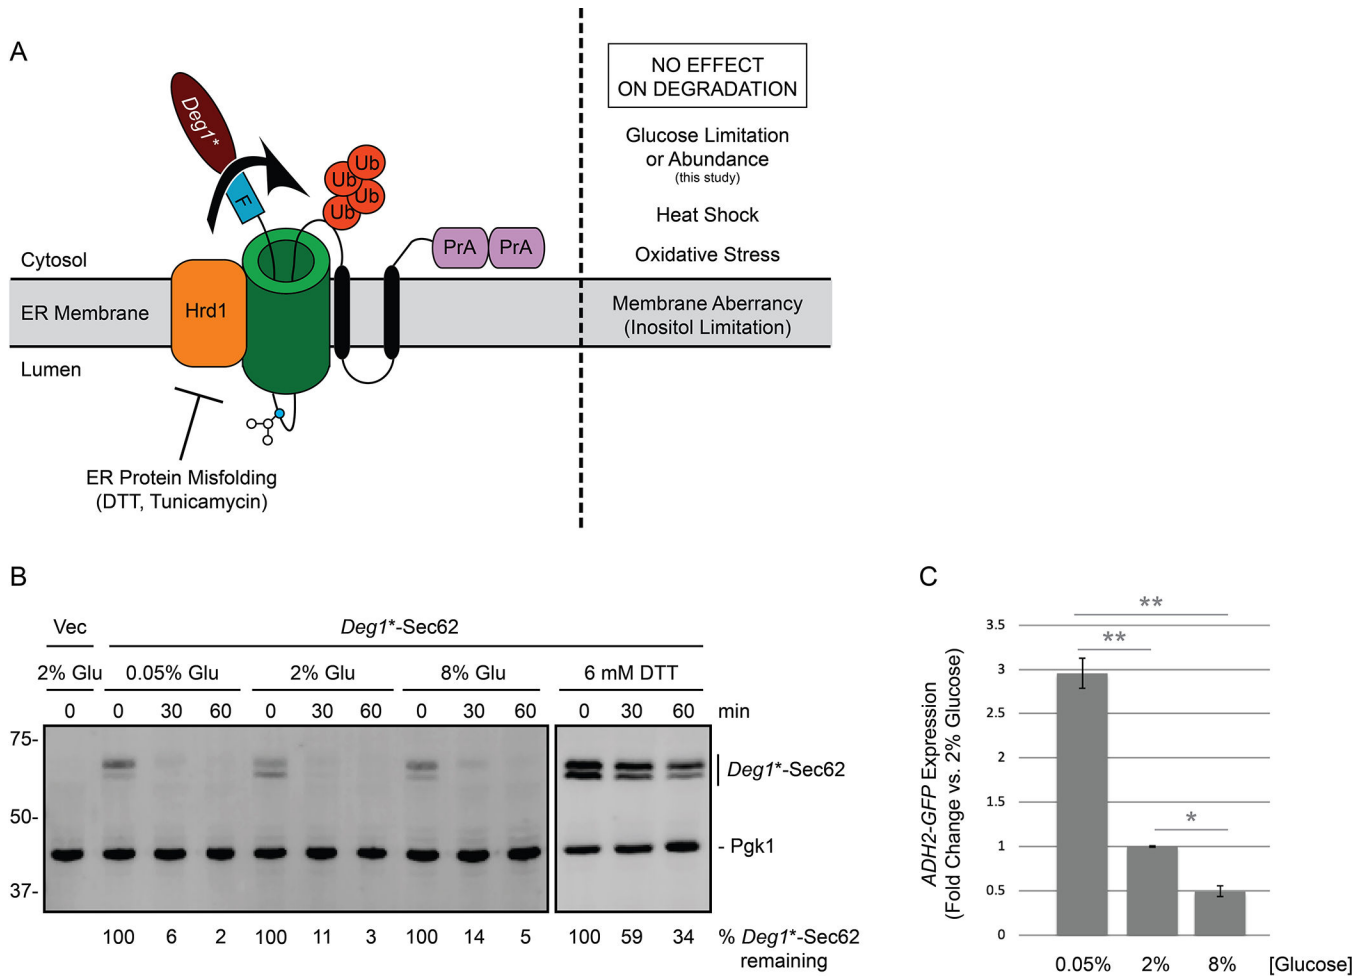 A
NO EFFECT
ON DEGRADATION
Glucose Limitation
or Abundance
(this study)
Heat Shock
Oxidative Stress
Membrane Aberrancy
(Inositol Limitation)
Deg1*
F
Ub
Ub
Ub
Ub
PrA PrA
Cytosol
ER Membrane
Hrd1
Lumen
ER Protein Misfolding
(DTT, Tunicamycin)
B
Vec Deg1*-Sec62
2% Glu 0.05% Glu 2% Glu 8% Glu 6 mM DTT
0 0 30 60 0 30 60 0 30 60 0 30 60 min
75-
Deg1*-Sec62
50-
- Pgk1
37-
100 6 2 100 11 3 100 14 5 100 59 34 % Deg1*-Sec62
remaining
C
ADH2-GFP Expression
(Fold Change vs. 2% Glucose)
**
3.5
**
3
2.5
2
1.5
*
1
0.5
0
0.05% 2% 8% [Glucose]